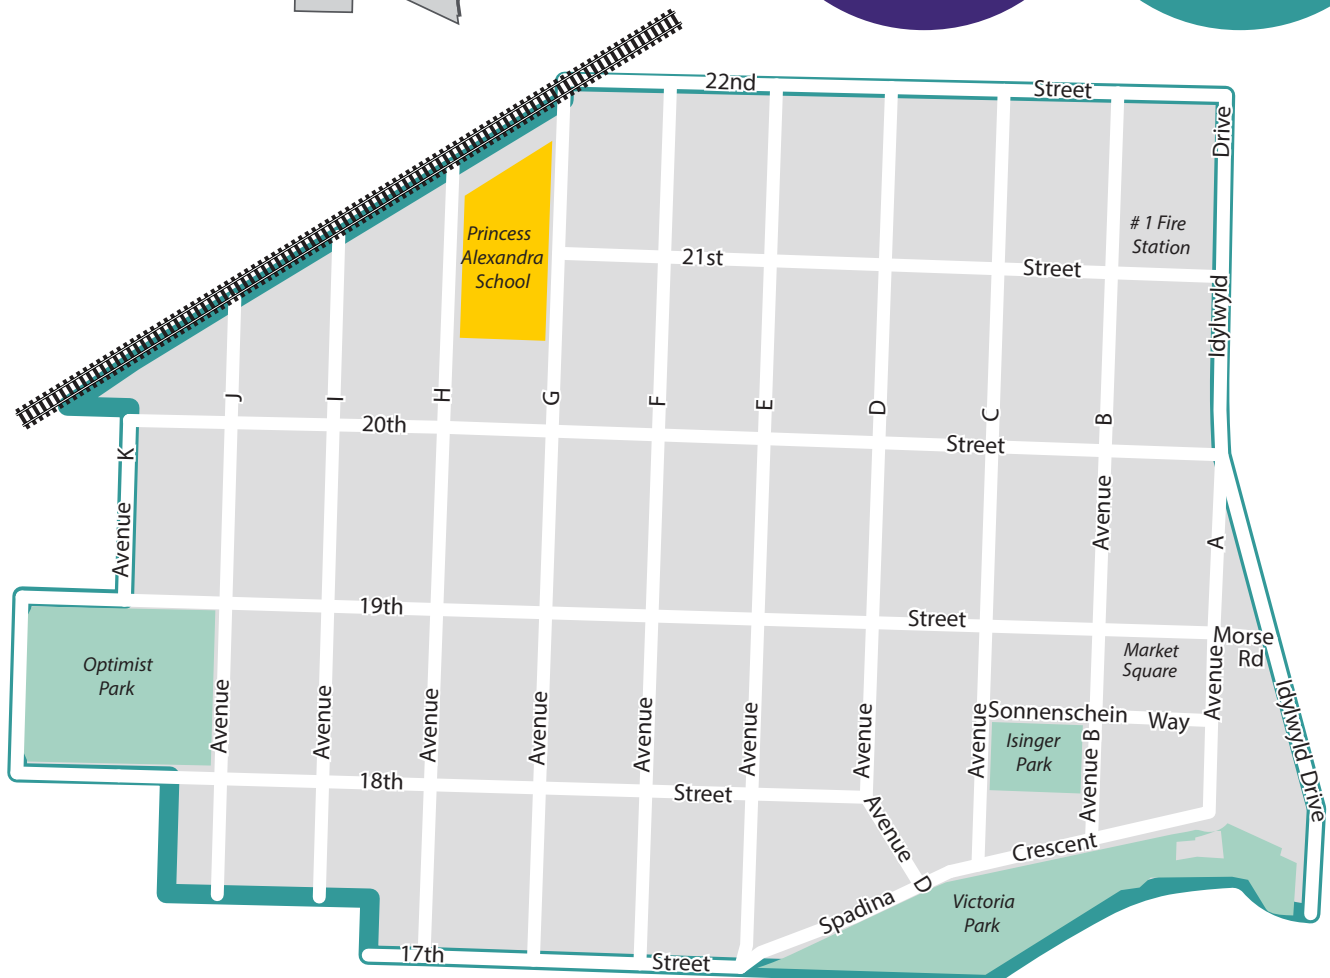 22nd
Street
Drive
# 1 Fire
Station
Princess
Alexandra
School
21st
Street
Idylwyld
J
I
H
G
F
E
D
C
B
20th
Street
K
Avenue
Avenue
A
19th
Street
Morse
Rd
Market
Square
Optimist
Park
Avenue
Avenue
Avenue
Avenue
Avenue
Avenue
Avenue
Avenue
Avenue
Sonnenschein
Way
Idylwyld Drive
Isinger
Park
Avenue B
18th
Street
Avenue D
Crescent
Spadina
Victoria
Park
17th
Street